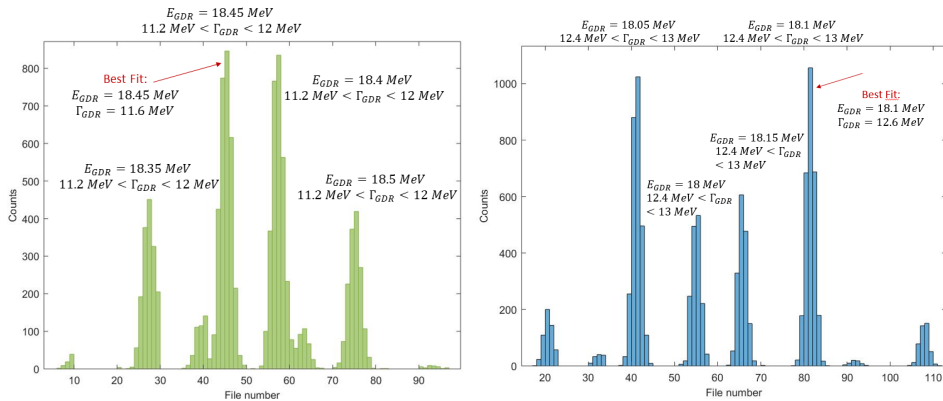 E_GDR = 18.45 MeV
11.2 MeV < Γ_GDR < 12 MeV
Best Fit:
E_GDR = 18.45 MeV
Γ_GDR = 11.6 MeV
E_GDR = 18.4 MeV
11.2 MeV < Γ_GDR < 12 MeV
E_GDR = 18.35 MeV
11.2 MeV < Γ_GDR < 12 MeV
E_GDR = 18.5 MeV
11.2 MeV < Γ_GDR < 12 MeV
800
700
600
500
400
300
200
100
0
Counts
10
20
30
40
50
60
70
80
90
File number
E_GDR = 18.05 MeV
12.4 MeV < Γ_GDR < 13 MeV
E_GDR = 18.1 MeV
12.4 MeV < Γ_GDR < 13 MeV
Best Fit:
E_GDR = 18.1 MeV
Γ_GDR = 12.6 MeV
E_GDR = 18.15 MeV
12.4 MeV < Γ_GDR
< 13 MeV
E_GDR = 18 MeV
12.4 MeV < Γ_GDR
< 13 MeV
1000
800
600
400
200
0
Counts
20
30
40
50
60
70
80
90
100
110
File number